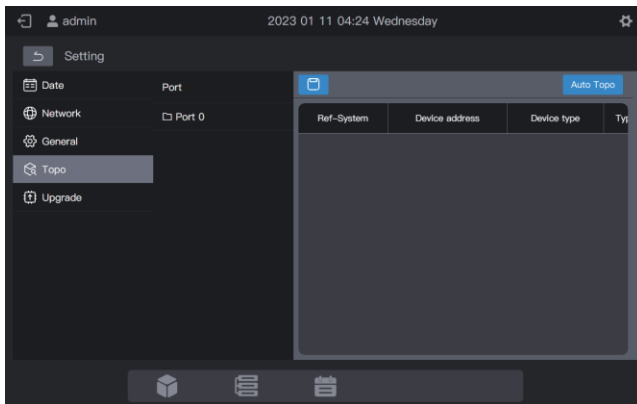 admin
2023 01 11 04:24 Wednesday
Setting
Date
Network
General
Topo
Upgrade
Port
Port 0
Auto Topo
Ref-System Device address Device type Typ